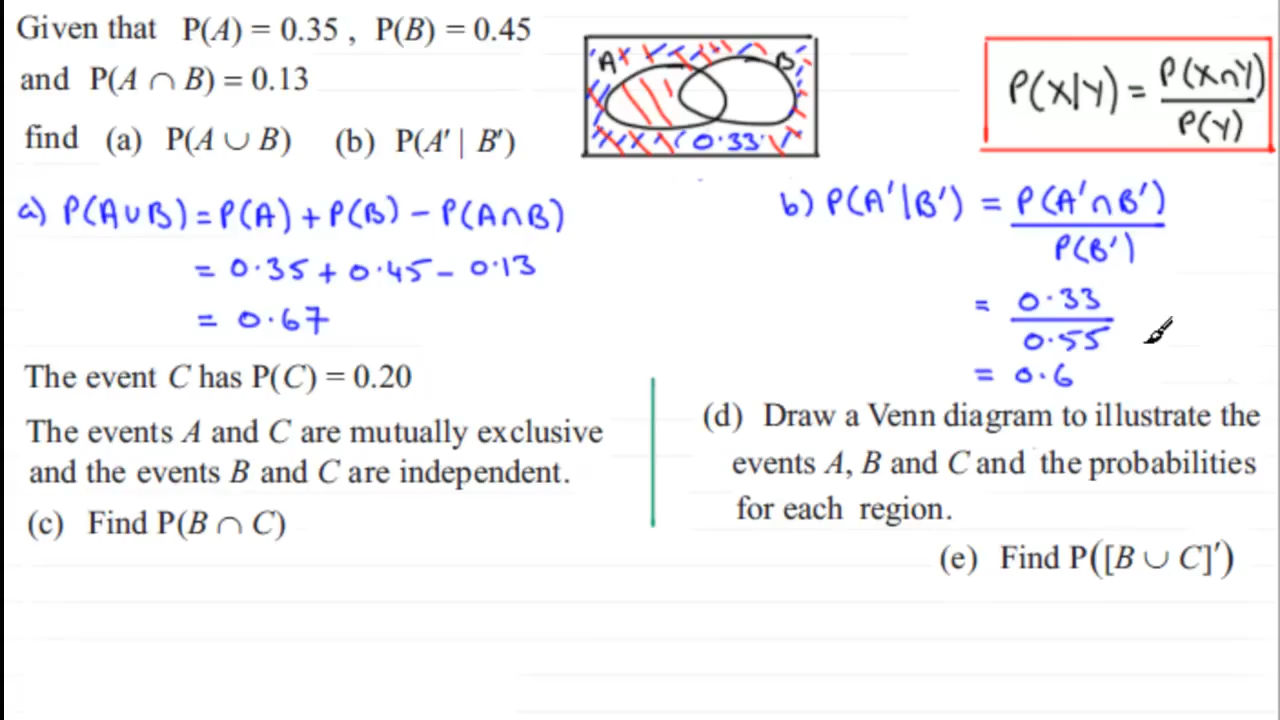 Given that P(A) = 0.35 , P(B) = 0.45
and P(A ∩ B) = 0.13
find (a) P(A ∪ B) (b) P(A′ | B′)
A B
0.33
P(X|Y) = P(X∩Y)
P(Y)
a) P(A∪B) = P(A) + P(B) − P(A∩B)
= 0.35 + 0.45 − 0.13
= 0.67
b) P(A′|B′) = P(A′∩B′)
P(B′)
= 0.33
0.55
= 0.6
The event C has P(C) = 0.20
The events A and C are mutually exclusive
and the events B and C are independent.
(c) Find P(B ∩ C)
(d) Draw a Venn diagram to illustrate the
events A, B and C and the probabilities
for each region.
(e) Find P([B ∪ C]′)